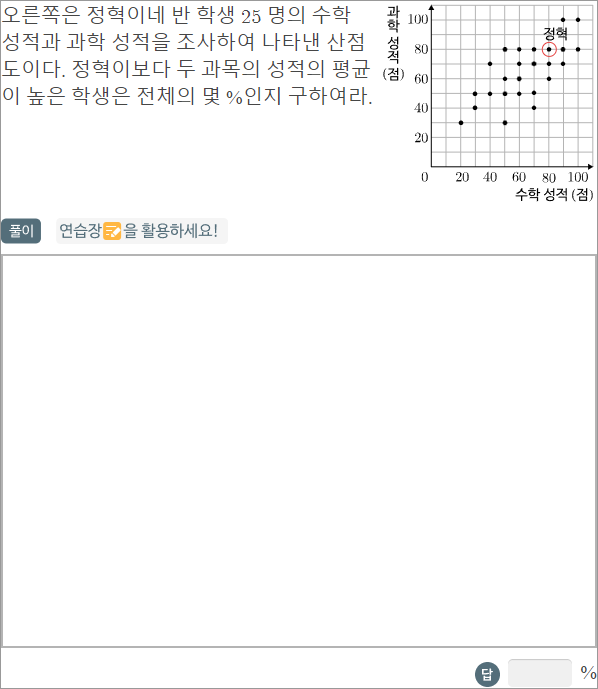 오른쪽은 정혁이네 반 학생 25 명의 수학
성적과 과학 성적을 조사하여 나타낸 산점
도이다. 정혁이보다 두 과목의 성적의 평균
이 높은 학생은 전체의 몇 %인지 구하여라.
과학 성적 (점)
100
80
60
40
20
0 20 40 60 80 100
정혁
수학 성적 (점)
풀이 연습장을 활용하세요!
답 %